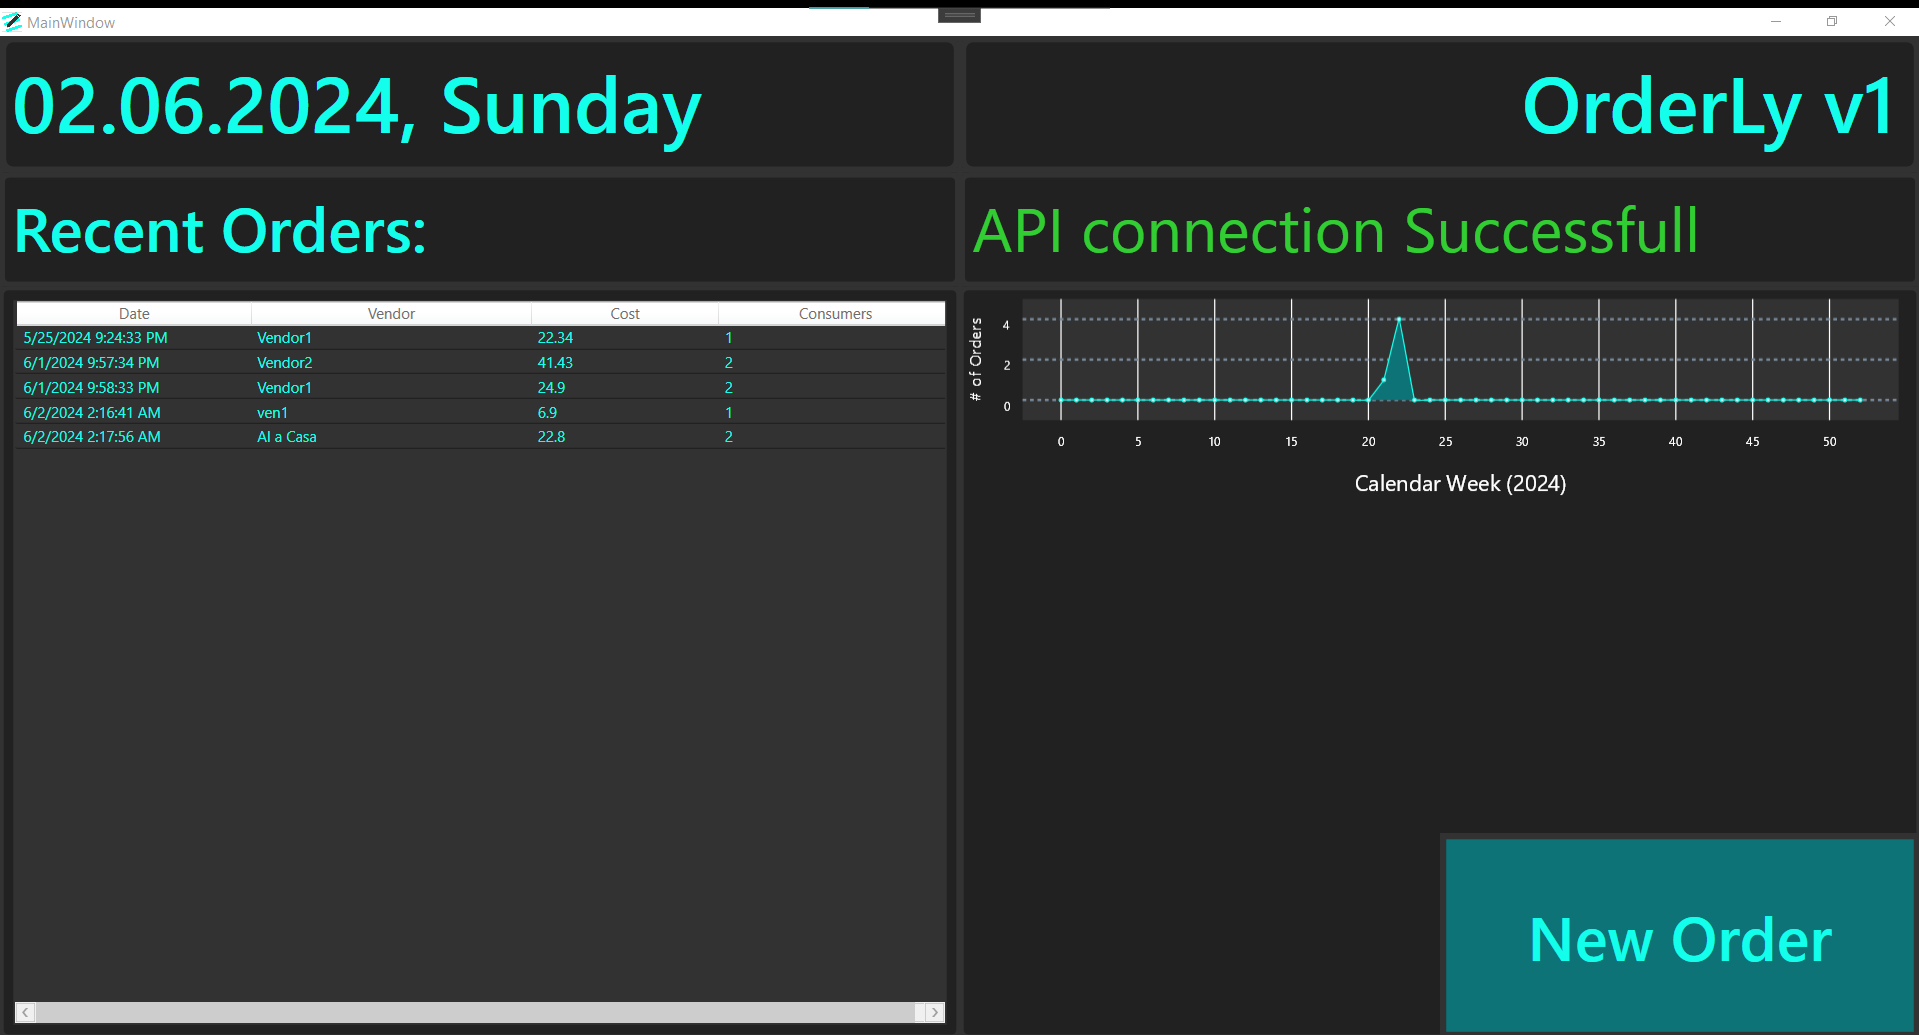 MainWindow
02.06.2024, Sunday
OrderLy v1
Recent Orders:
API connection Successfull
Date Vendor Cost Consumers
5/25/2024 9:24:33 PM Vendor1 22.34 1
6/1/2024 9:57:34 PM Vendor2 41.43 2
6/1/2024 9:58:33 PM Vendor1 24.9 2
6/2/2024 2:16:41 AM ven1 6.9 1
6/2/2024 2:17:56 AM Al a Casa 22.8 2
# of Orders
4
2
0
0 5 10 15 20 25 30 35 40 45 50
Calendar Week (2024)
New Order